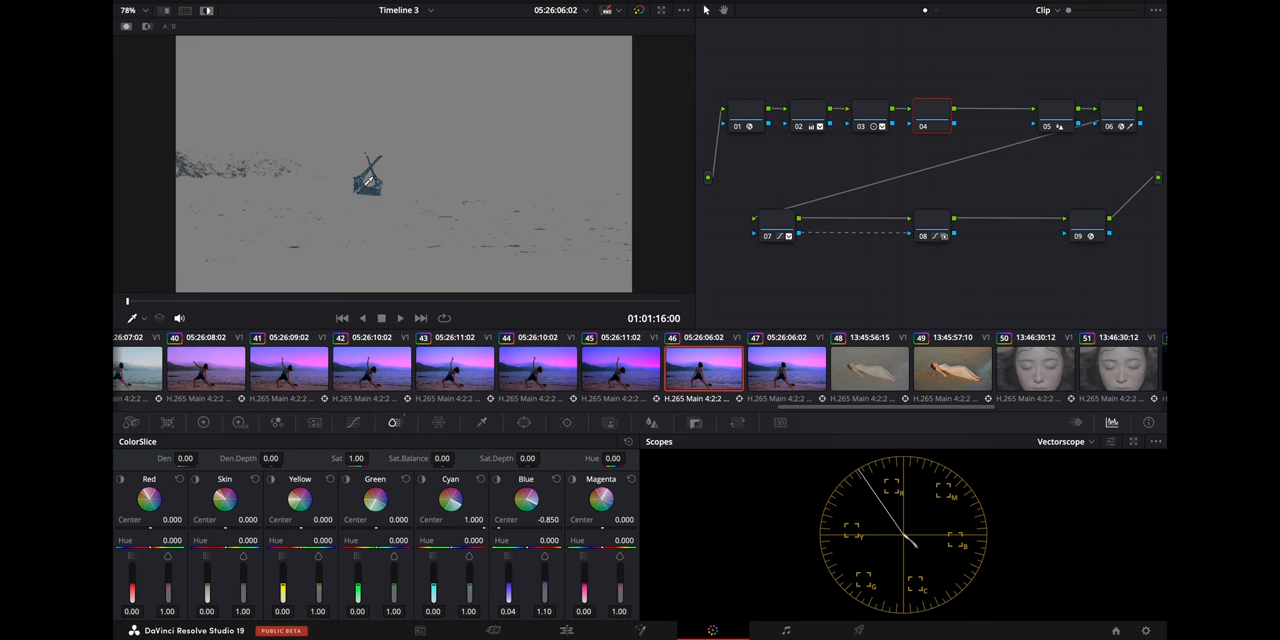 78% Timeline 3 05:26:06:02 Clip
A/B
01 02 03 04 05 06
07 08 09
01:01:16:00
26:07:02 V1 40 05:26:08:02 V1 41 05:26:09:02 V1 42 05:26:10:02 V1 43 05:26:11:02 V1 44 05:26:10:02 V1 45 05:26:11:02 V1 46 05:26:06:02 V1 47 05:26:06:02 V1 48 13:45:56:15 V1 49 13:45:57:10 V1 50 13:46:30:12 V1 51 13:46:30:12 V1
H.265 Main 4:2:2 H.265 Main 4:2:2 H.265 Main 4:2:2 H.265 Main 4:2:2 H.265 Main 4:2:2 H.265 Main 4:2:2 H.265 Main 4:2:2 H.265 Main 4:2:2 H.265 Main 4:2:2 H.265 Main 4:2:2 H.265 Main 4:2:2 H.265 Main 4:2:2
ColorSlice Scopes Vectorscope
Den 0.00 Den.Depth 0.00 Sat 1.00 Sat.Balance 0.00 Sat.Depth 0.00 Hue 0.00
Red Skin Yellow Green Cyan Blue Magenta
Center 0.000 Center 0.000 Center 0.000 Center 0.000 Center 1.000 Center -0.850 Center 0.000
Hue 0.000 Hue 0.000 Hue 0.000 Hue 0.000 Hue 0.000 Hue 0.000 Hue 0.000
0.00 1.00 0.00 1.00 0.00 1.00 0.00 1.00 0.00 1.00 0.04 1.10 0.00 1.00
R M
Y B
G C
DaVinci Resolve Studio 19 PUBLIC BETA